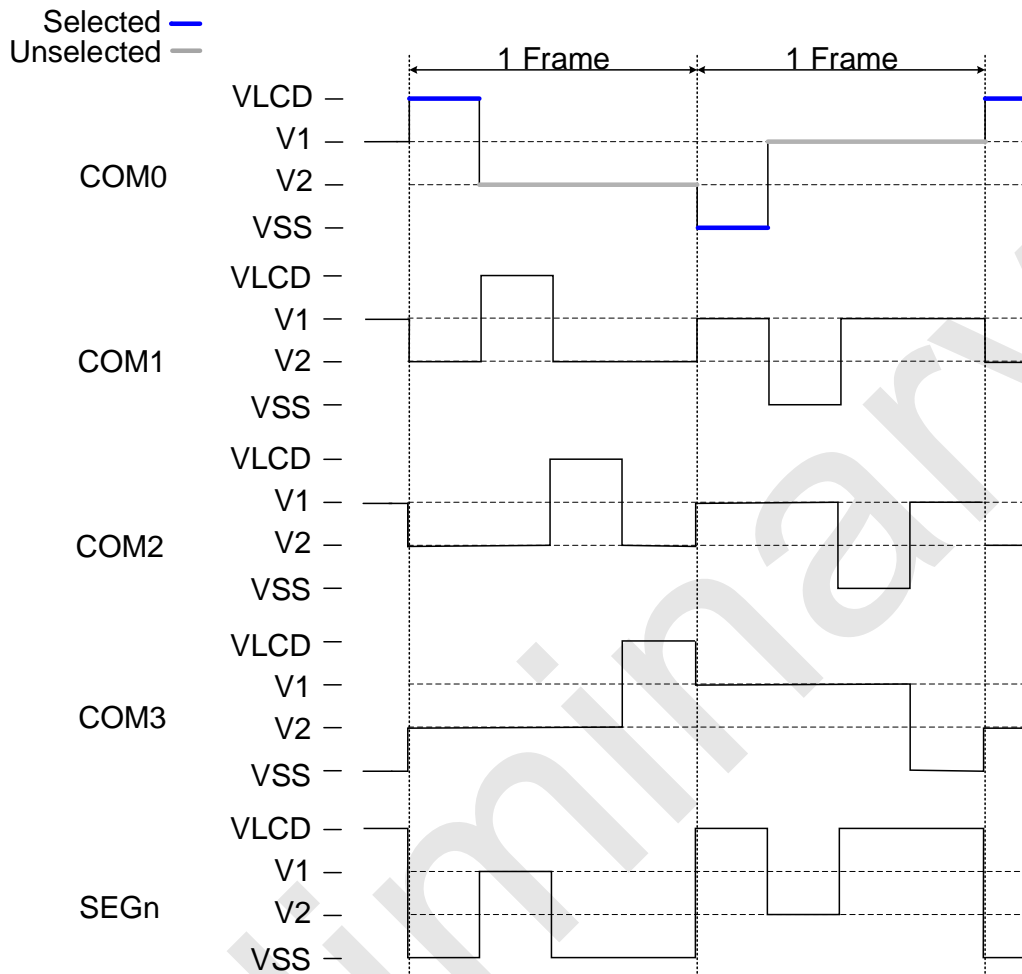 Selected
Unselected
1 Frame 1 Frame
VLCD
V1
COM0
V2
VSS
VLCD
V1
COM1
V2
VSS
VLCD
V1
COM2
V2
VSS
VLCD
V1
COM3
V2
VSS
VLCD
V1
SEGn
V2
VSS